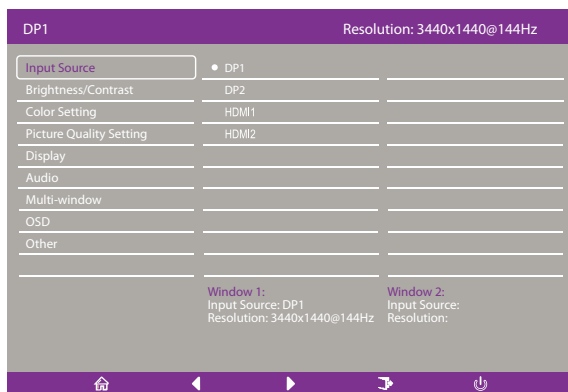 DP1 Resolution: 3440x1440@144Hz
Input Source DP1
Brightness/Contrast DP2
Color Setting HDMI1
Picture Quality Setting HDMI2
Display
Audio
Multi-window
OSD
Other
Window 1: Window 2:
Input Source: DP1 Input Source:
Resolution: 3440x1440@144Hz Resolution: